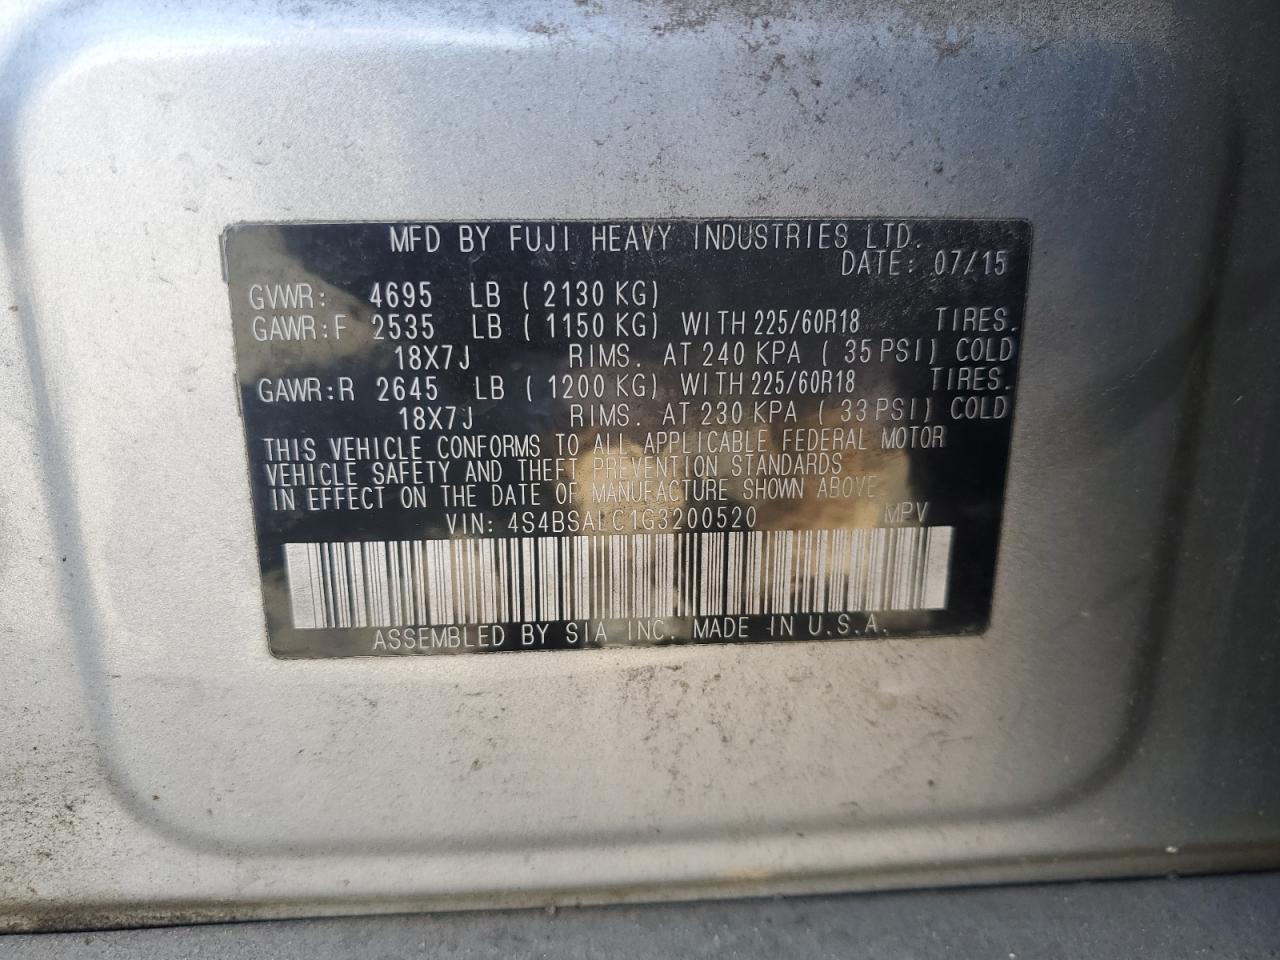 MFD BY FUJI HEAVY INDUSTRIES LTD.
DATE: 07/15
GVWR: 4695 LB ( 2130 KG)
GAWR:F 2535 LB ( 1150 KG) WITH 225/60R18 TIRES.
18X7J RIMS. AT 240 KPA ( 35 PSI) COLD
GAWR:R 2645 LB ( 1200 KG) WITH 225/60R18 TIRES.
18X7J RIMS. AT 230 KPA ( 33 PSI) COLD
THIS VEHICLE CONFORMS TO ALL APPLICABLE FEDERAL MOTOR
VEHICLE SAFETY AND THEFT PREVENTION STANDARDS
IN EFFECT ON THE DATE OF MANUFACTURE SHOWN ABOVE
VIN: 4S4BSALC1G3200520 MPV
ASSEMBLED BY SIA INC. MADE IN U.S.A.